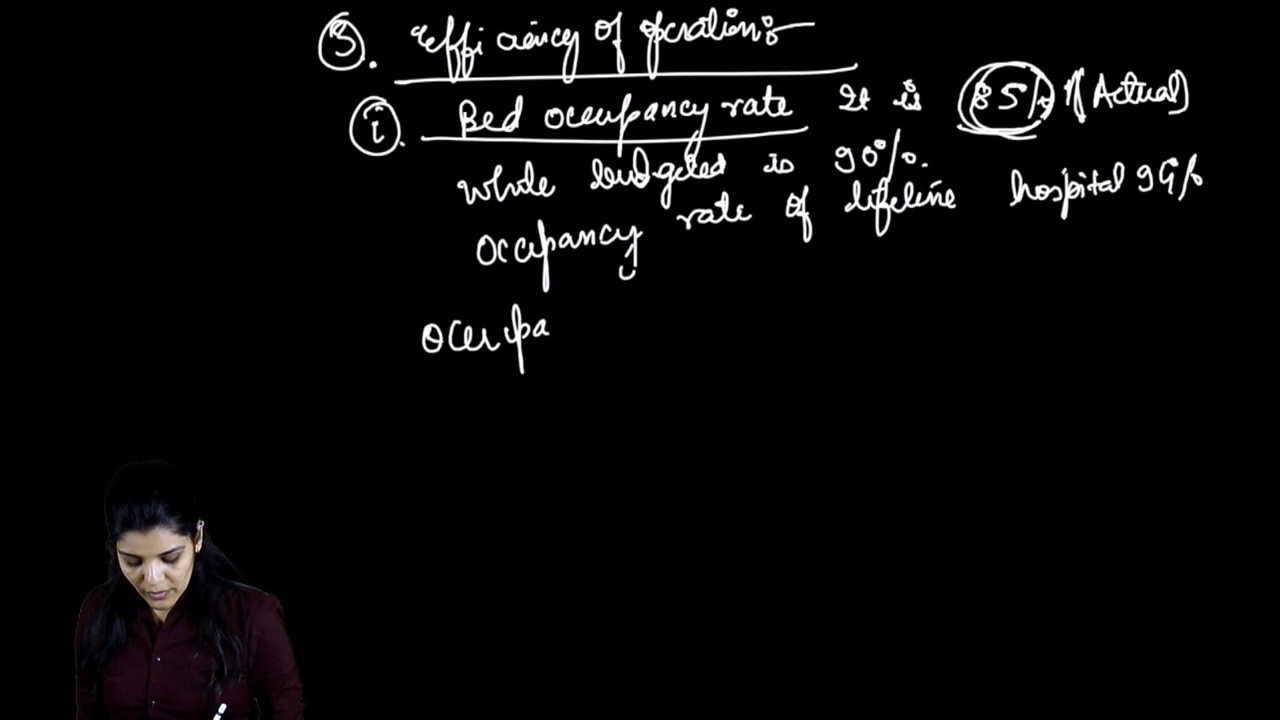 3. Efficiency of operations
i. Bed occupancy rate It is 85% (Actual)
while budgeted is 90%.
occupancy rate of lifeline hospital 99%
occupa